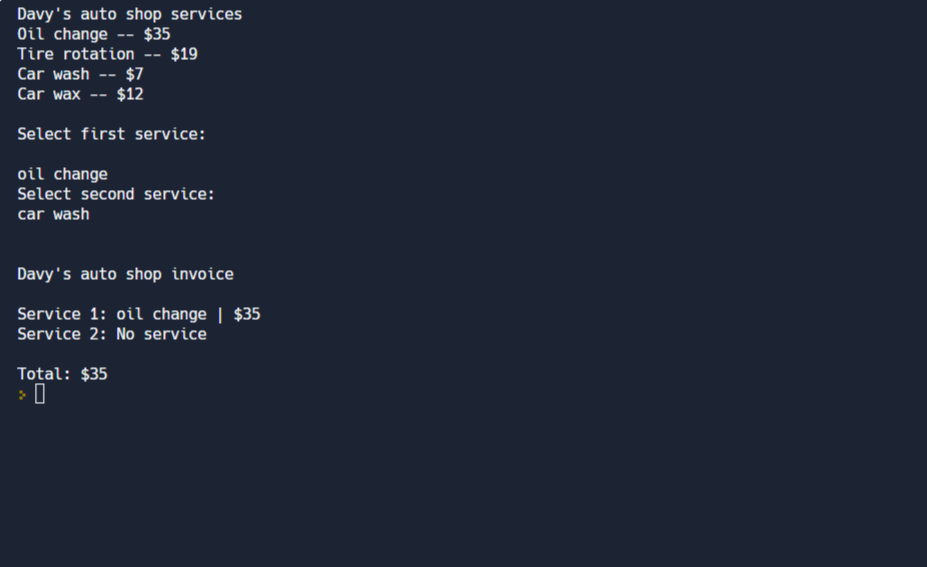 Davy's auto shop services
Oil change -- $35
Tire rotation -- $19
Car wash -- $7
Car wax -- $12
Select first service:
oil change
Select second service:
car wash
Davy's auto shop invoice
Service 1: oil change | $35
Service 2: No service
Total: $35
>